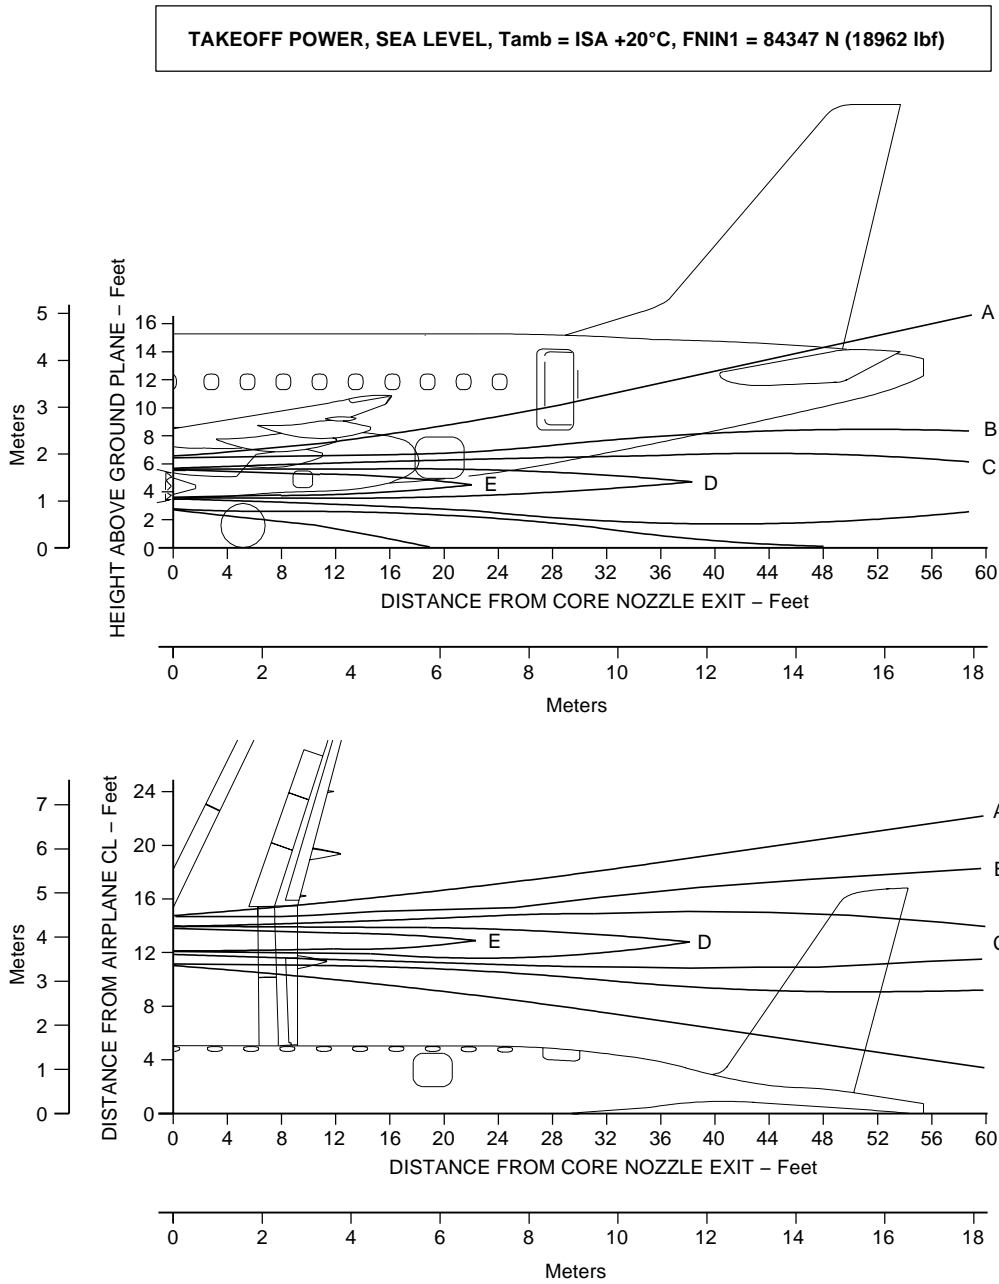 TAKEOFF POWER, SEA LEVEL, Tamb = ISA +20°C, FNIN1 = 84347 N (18962 lbf)
HEIGHT ABOVE GROUND PLANE – Feet
Meters
5
4
3
2
1
0
16
14
12
10
8
6
4
2
0
A
B
C
D
E
0 4 8 12 16 20 24 28 32 36 40 44 48 52 56 60
DISTANCE FROM CORE NOZZLE EXIT – Feet
0 2 4 6 8 10 12 14 16 18
Meters
DISTANCE FROM AIRPLANE CL – Feet
Meters
7
6
5
4
3
2
1
0
24
20
16
12
8
4
0
A
E D
0 4 8 12 16 20 24 28 32 36 40 44 48 52 56 60
DISTANCE FROM CORE NOZZLE EXIT – Feet
0 2 4 6 8 10 12 14 16 18
Meters